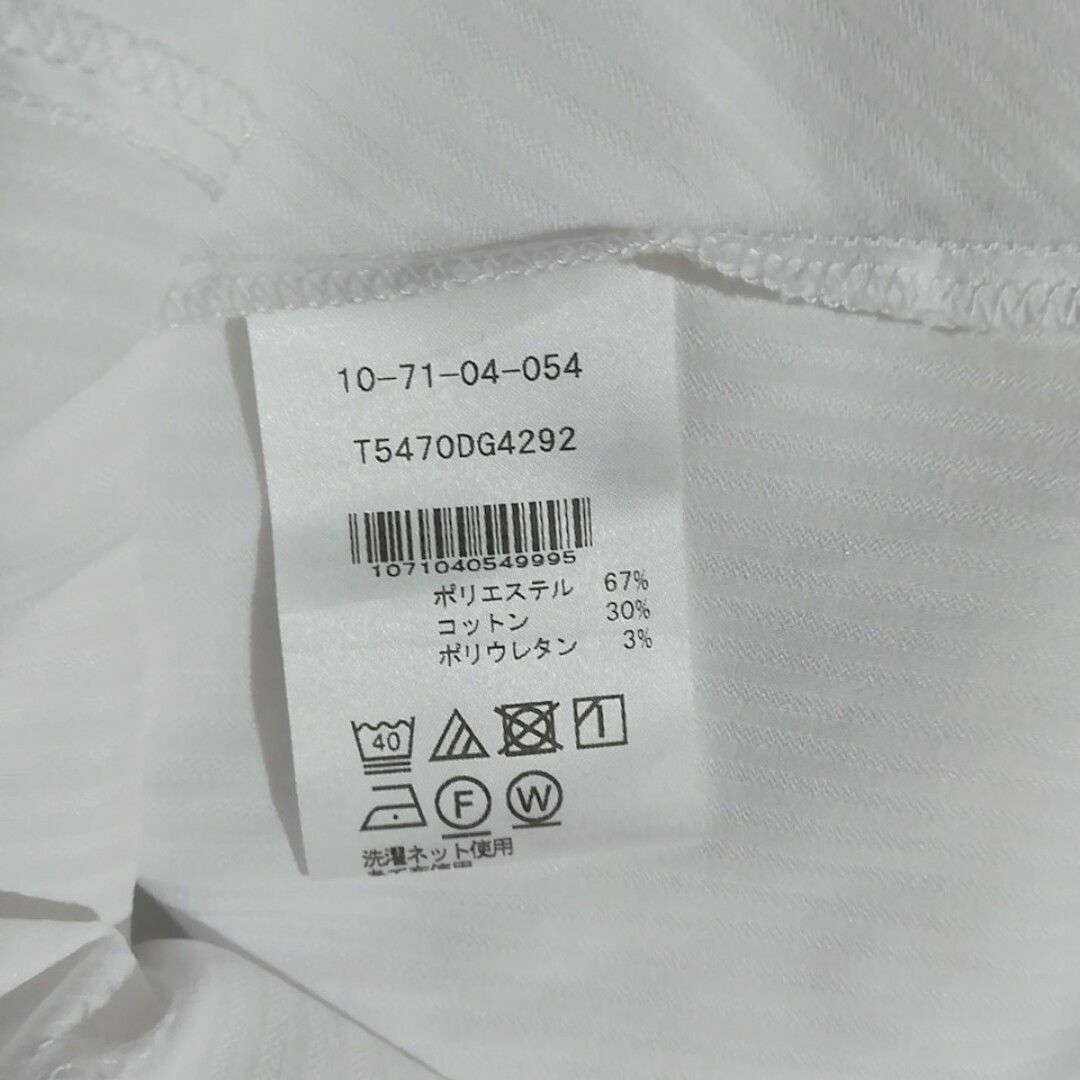 10-71-04-054
T5470DG4292
1071040549995
ポリエステル 67%
コットン 30%
ポリウレタン 3%
40
F W
洗濯ネット使用